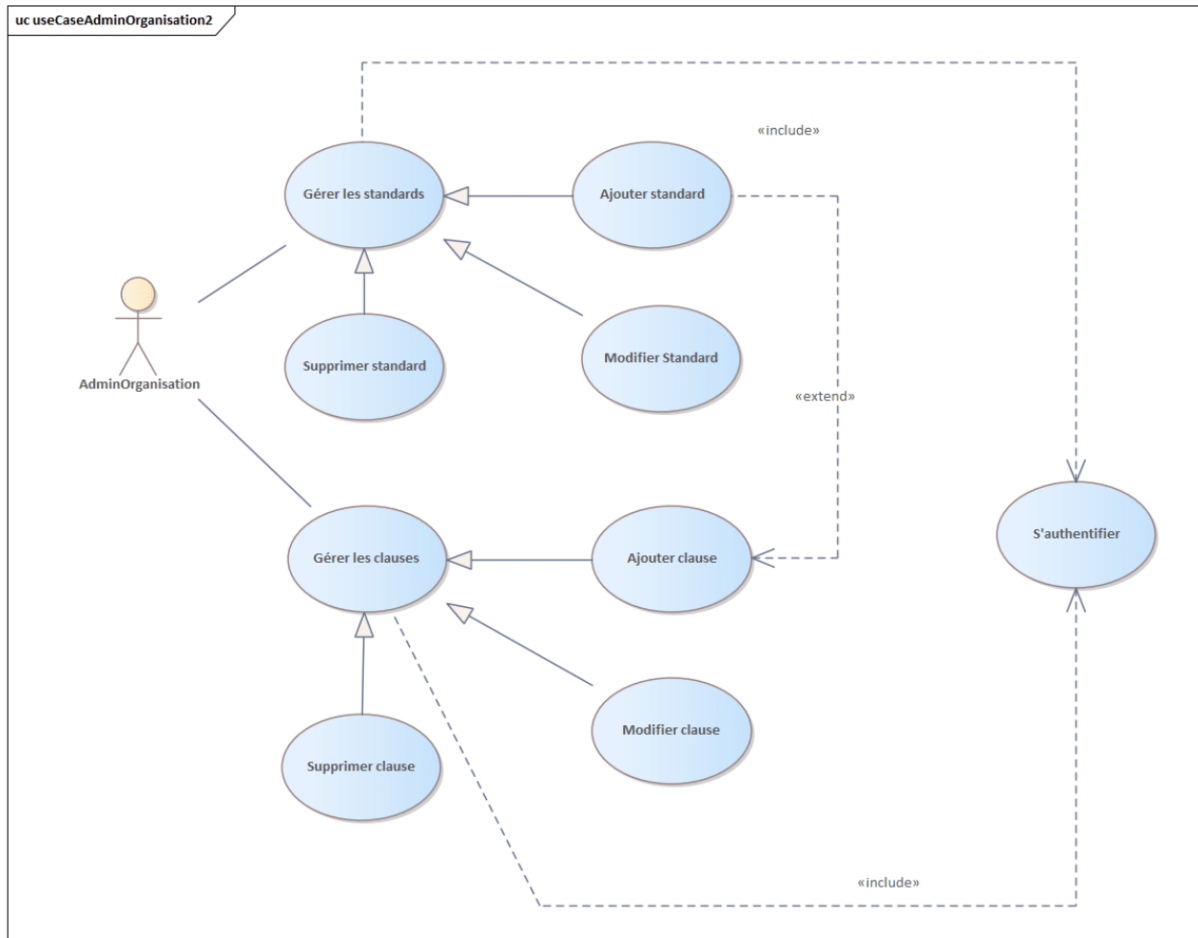 uc useCaseAdminOrganisation2
«include»
Gérer les standards
Ajouter standard
Supprimer standard
Modifier Standard
AdminOrganisation
«extend»
S'authentifier
Gérer les clauses
Ajouter clause
Modifier clause
Supprimer clause
«include»